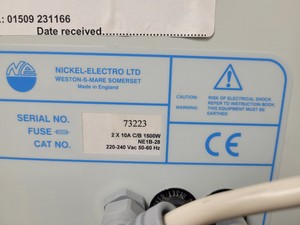 .: 01509 231166
Date received
NE
NICKEL-ELECTRO LTD
WESTON-S-MARE SOMERSET
Made in England
CAUTION:
RISK OF ELECTRICAL SHOCK
REFER TO INSTRUCTION BOOK.
WARNING:
THIS EQUIPMENT MUST BE
EARTHED
SERIAL NO. 73223
FUSE 2 X 10A C/B 1500W
CAT NO. NE1B-28
220-240 Vac 50-60 Hz
CE